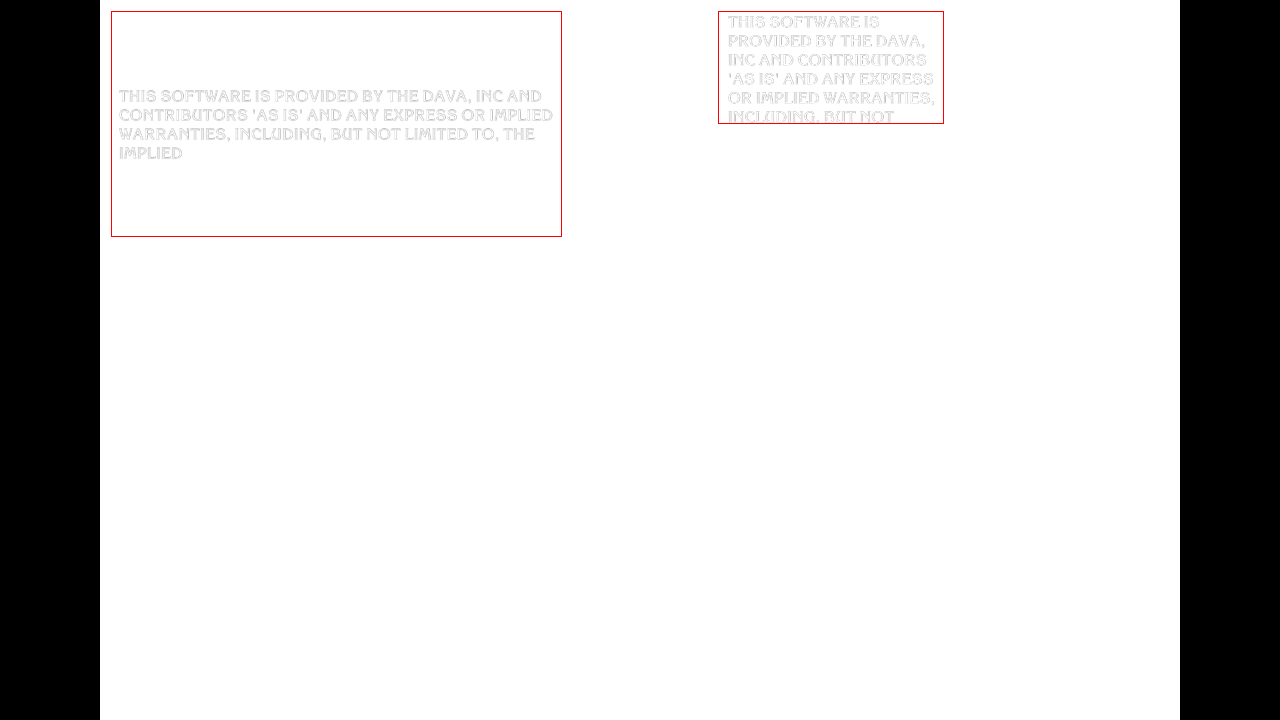 THIS SOFTWARE IS PROVIDED BY THE DAVA, INC AND
CONTRIBUTORS 'AS IS' AND ANY EXPRESS OR IMPLIED
WARRANTIES, INCLUDING, BUT NOT LIMITED TO, THE
IMPLIED
THIS SOFTWARE IS
PROVIDED BY THE DAVA,
INC AND CONTRIBUTORS
'AS IS' AND ANY EXPRESS
OR IMPLIED WARRANTIES,
INCLUDING, BUT NOT